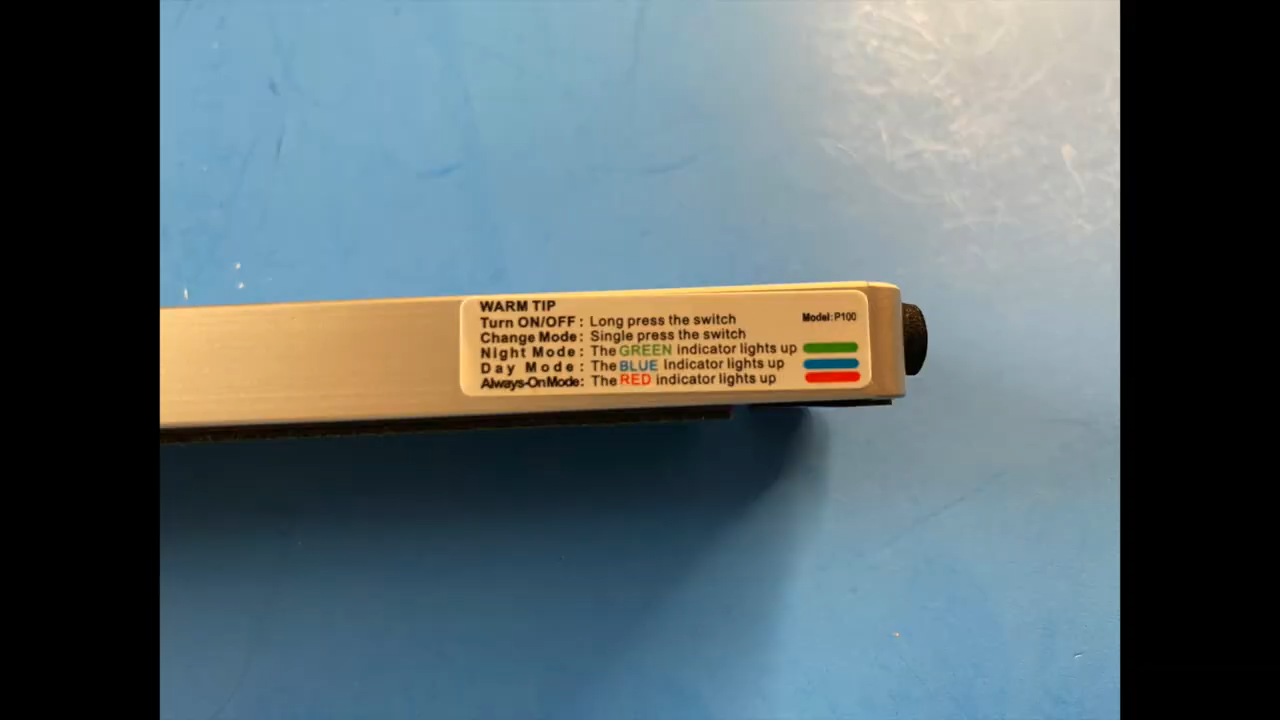 WARM TIP
Turn ON/OFF : Long press the switch
Model: P100
Change Mode : Single press the switch
Night Mode : The GREEN indicator lights up
Day Mode : The BLUE Indicator lights up
Always-On Mode: The RED indicator lights up